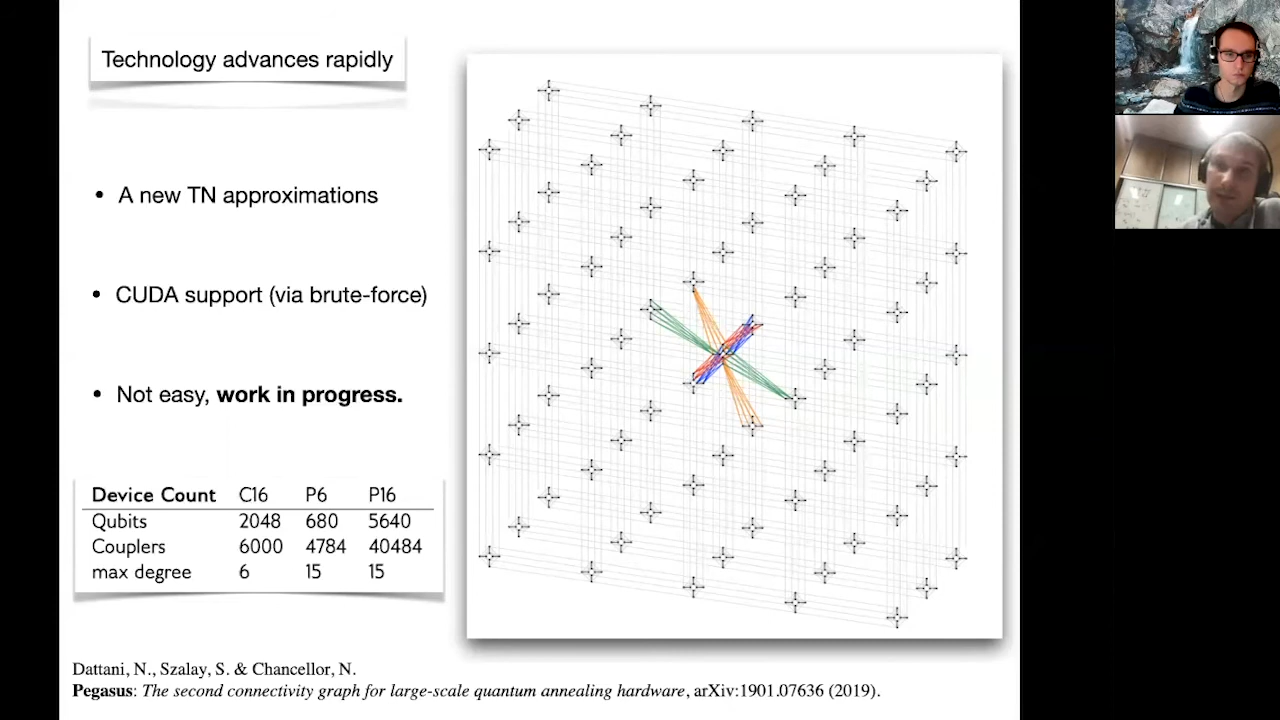 Technology advances rapidly
• A new TN approximations
• CUDA support (via brute-force)
• Not easy, work in progress.
Device Count C16 P6 P16
Qubits 2048 680 5640
Couplers 6000 4784 40484
max degree 6 15 15
Dattani, N., Szalay, S. & Chancellor, N.
Pegasus: The second connectivity graph for large-scale quantum annealing hardware, arXiv:1901.07636 (2019).